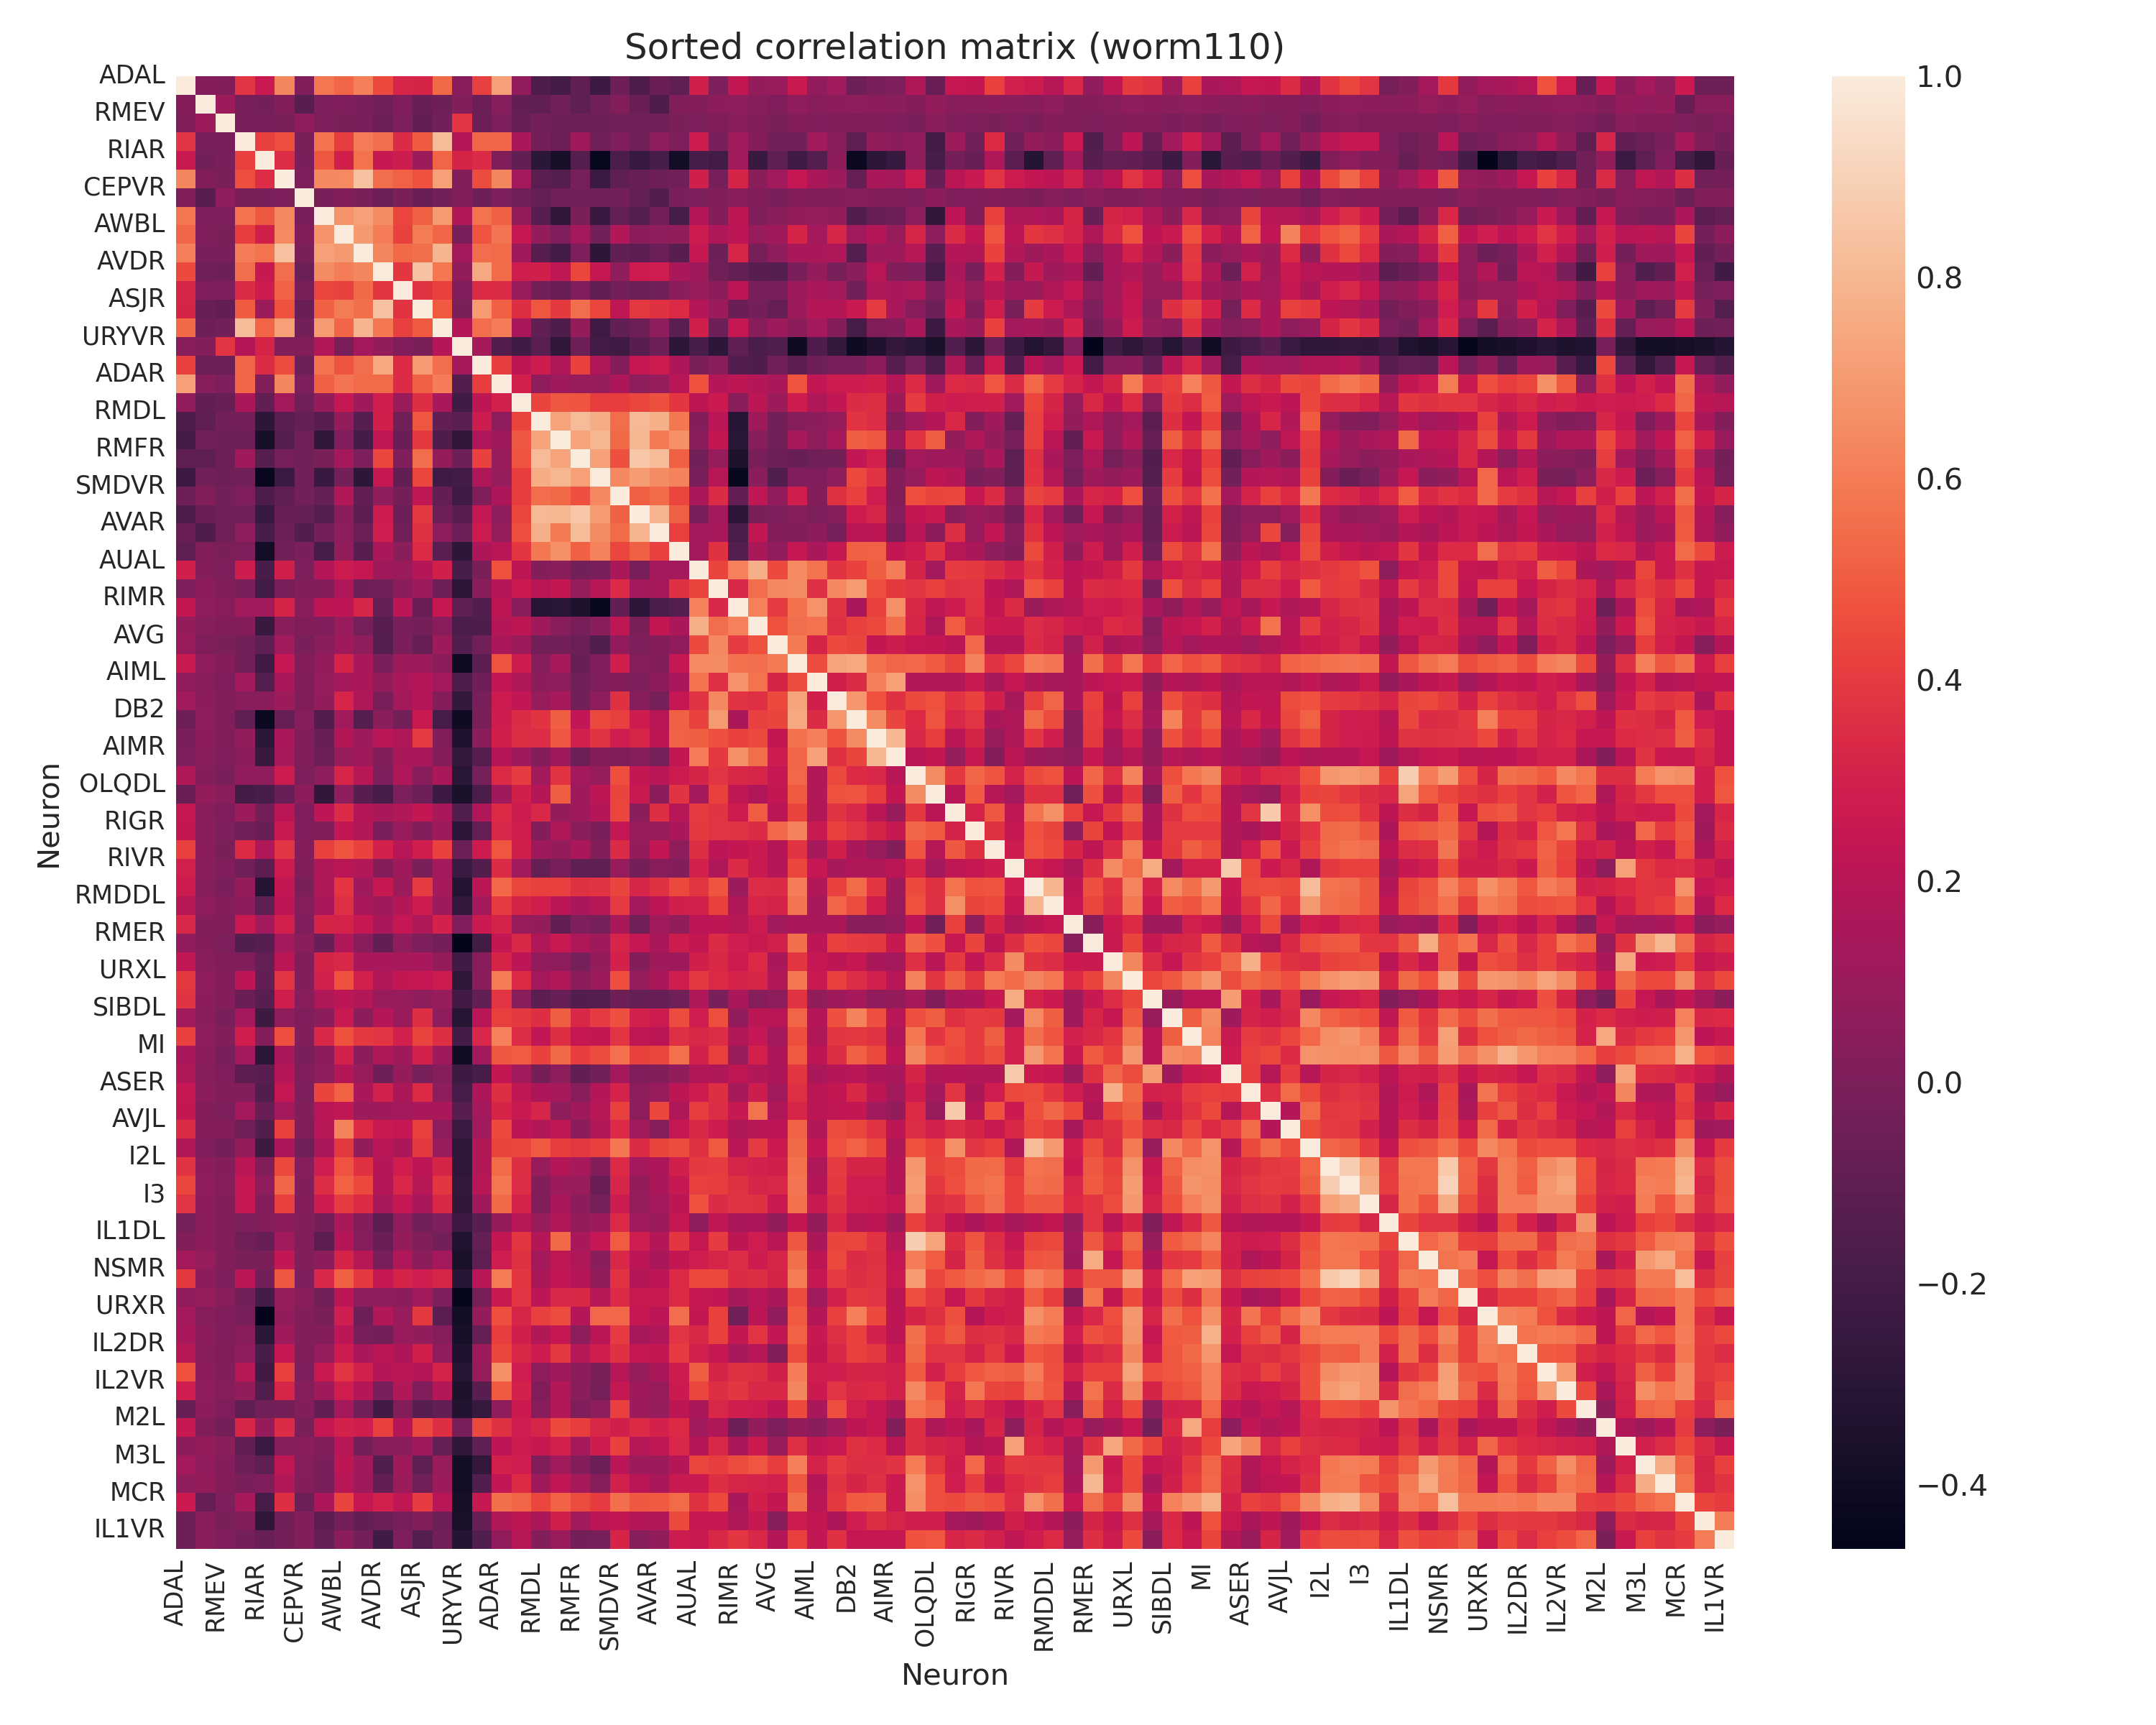 Sorted correlation matrix (worm110)
Neuron
ADAL
RMEV
RIAR
CEPVR
AWBL
AVDR
ASJR
URYVR
ADAR
RMDL
RMFR
SMDVR
AVAR
AUAL
RIMR
AVG
AIML
DB2
AIMR
OLQDL
RIGR
RIVR
RMDDL
RMER
URXL
SIBDL
MI
ASER
AVJL
I2L
I3
IL1DL
NSMR
URXR
IL2DR
IL2VR
M2L
M3L
MCR
IL1VR
ADAL
RMEV
RIAR
CEPVR
AWBL
AVDR
ASJR
URYVR
ADAR
RMDL
RMFR
SMDVR
AVAR
AUAL
RIMR
AVG
AIML
DB2
AIMR
OLQDL
RIGR
RIVR
RMDDL
RMER
URXL
SIBDL
MI
ASER
AVJL
I2L
I3
IL1DL
NSMR
URXR
IL2DR
IL2VR
M2L
M3L
MCR
IL1VR
Neuron
1.0
0.8
0.6
0.4
0.2
0.0
−0.2
−0.4